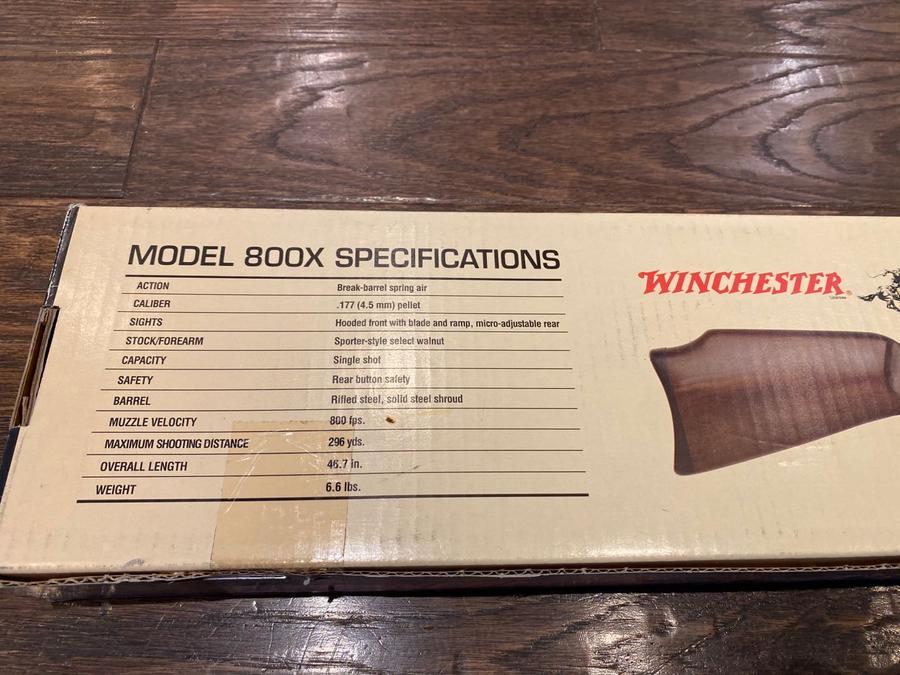 MODEL 800X SPECIFICATIONS
ACTION Break-barrel spring air
CALIBER .177 (4.5 mm) pellet
SIGHTS Hooded front with blade and ramp, micro-adjustable rear
STOCK/FOREARM Sporter-style select walnut
CAPACITY Single shot
SAFETY Rear button safety
BARREL Rifled steel, solid steel shroud
MUZZLE VELOCITY 800 fps.
MAXIMUM SHOOTING DISTANCE 296 yds.
OVERALL LENGTH 46.7 in.
WEIGHT 6.6 lbs.
WINCHESTER